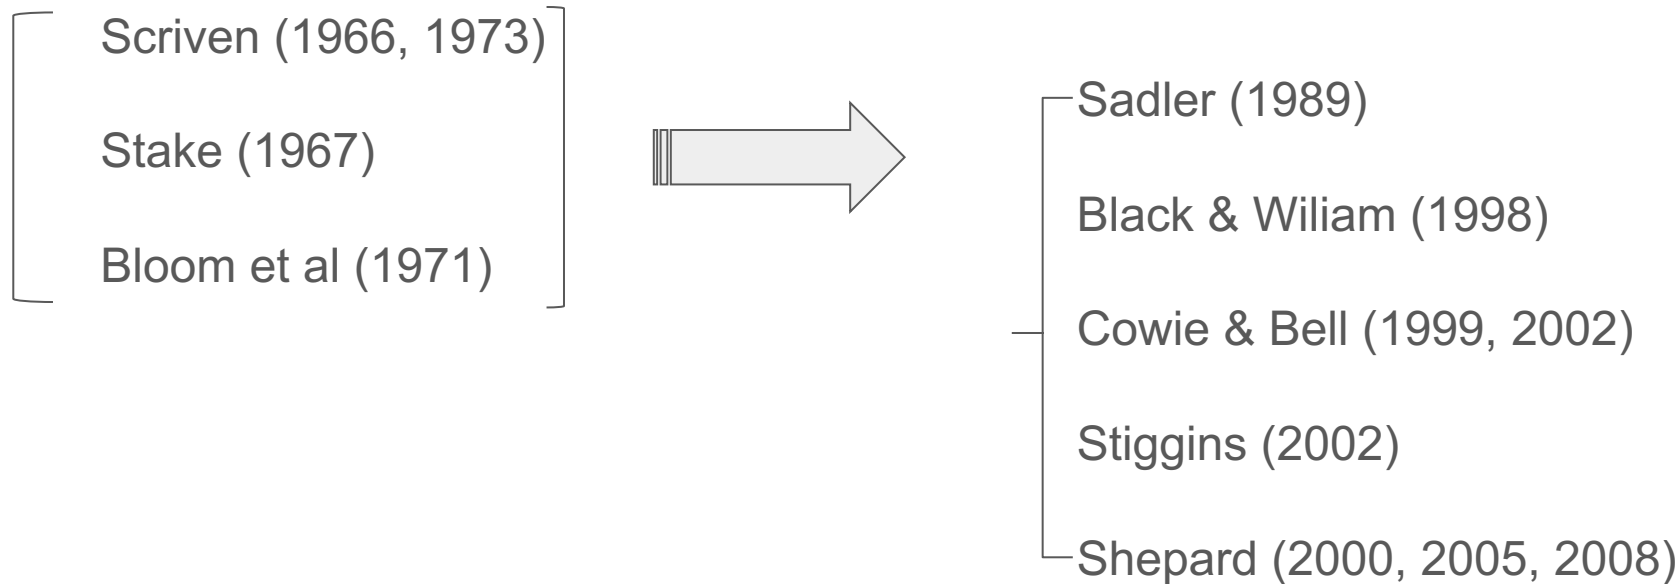 Scriven (1966, 1973)
Stake (1967)
Bloom et al (1971)
Sadler (1989)
Black & Wiliam (1998)
Cowie & Bell (1999, 2002)
Stiggins (2002)
Shepard (2000, 2005, 2008)